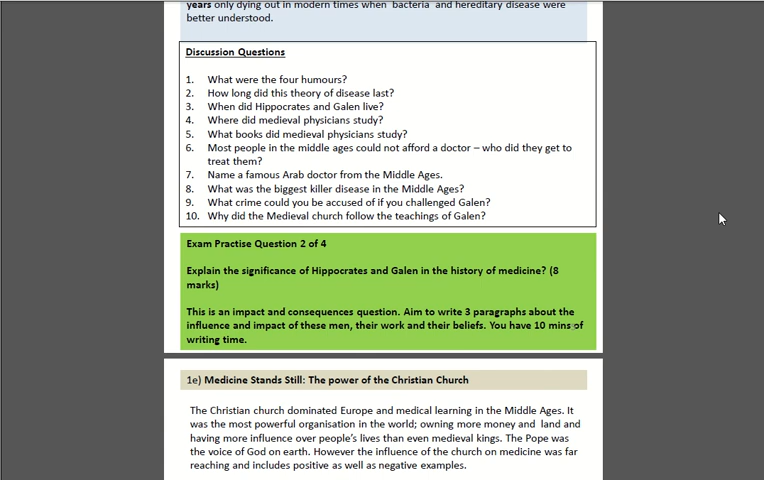 years only dying out in modern times when bacteria and hereditary disease were
better understood.
Discussion Questions
1. What were the four humours?
2. How long did this theory of disease last?
3. When did Hippocrates and Galen live?
4. Where did medieval physicians study?
5. What books did medieval physicians study?
6. Most people in the middle ages could not afford a doctor – who did they get to
treat them?
7. Name a famous Arab doctor from the Middle Ages.
8. What was the biggest killer disease in the Middle Ages?
9. What crime could you be accused of if you challenged Galen?
10. Why did the Medieval church follow the teachings of Galen?
Exam Practise Question 2 of 4
Explain the significance of Hippocrates and Galen in the history of medicine? (8
marks)
This is an impact and consequences question. Aim to write 3 paragraphs about the
influence and impact of these men, their work and their beliefs. You have 10 mins of
writing time.
1e) Medicine Stands Still: The power of the Christian Church
The Christian church dominated Europe and medical learning in the Middle Ages. It
was the most powerful organisation in the world; owning more money and land and
having more influence over people's lives than even medieval kings. The Pope was
the voice of God on earth. However the influence of the church on medicine was far
reaching and includes positive as well as negative examples.